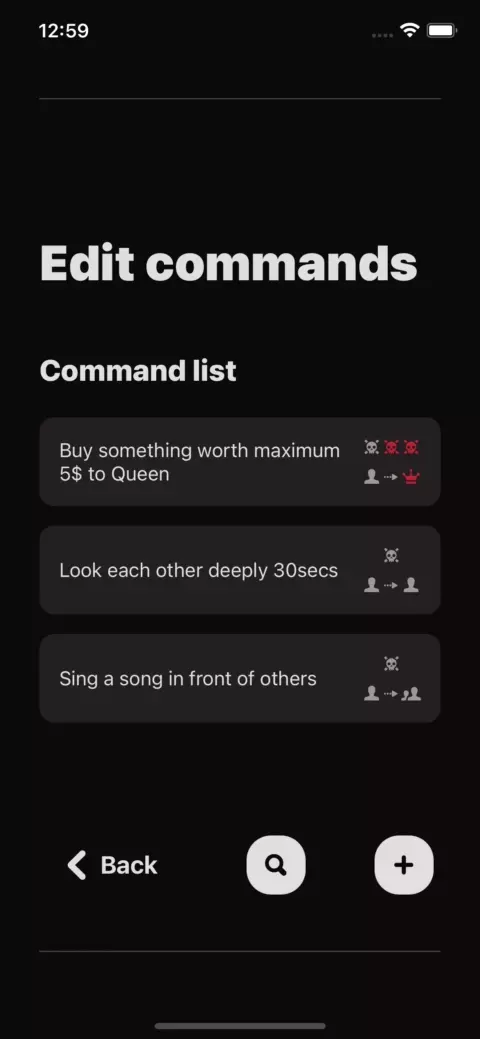 12:59
Edit commands
Command list
Buy something worth maximum
5$ to Queen
Look each other deeply 30secs
Sing a song in front of others
Back